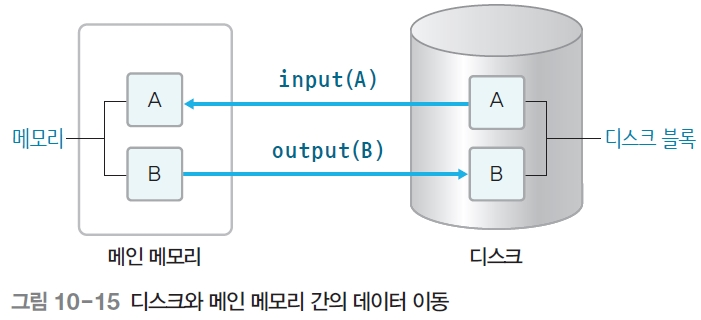 input(A)
A
A
메모리
디스크 블록
output(B)
B
B
메인 메모리
디스크
그림 10-15 디스크와 메인 메모리 간의 데이터 이동